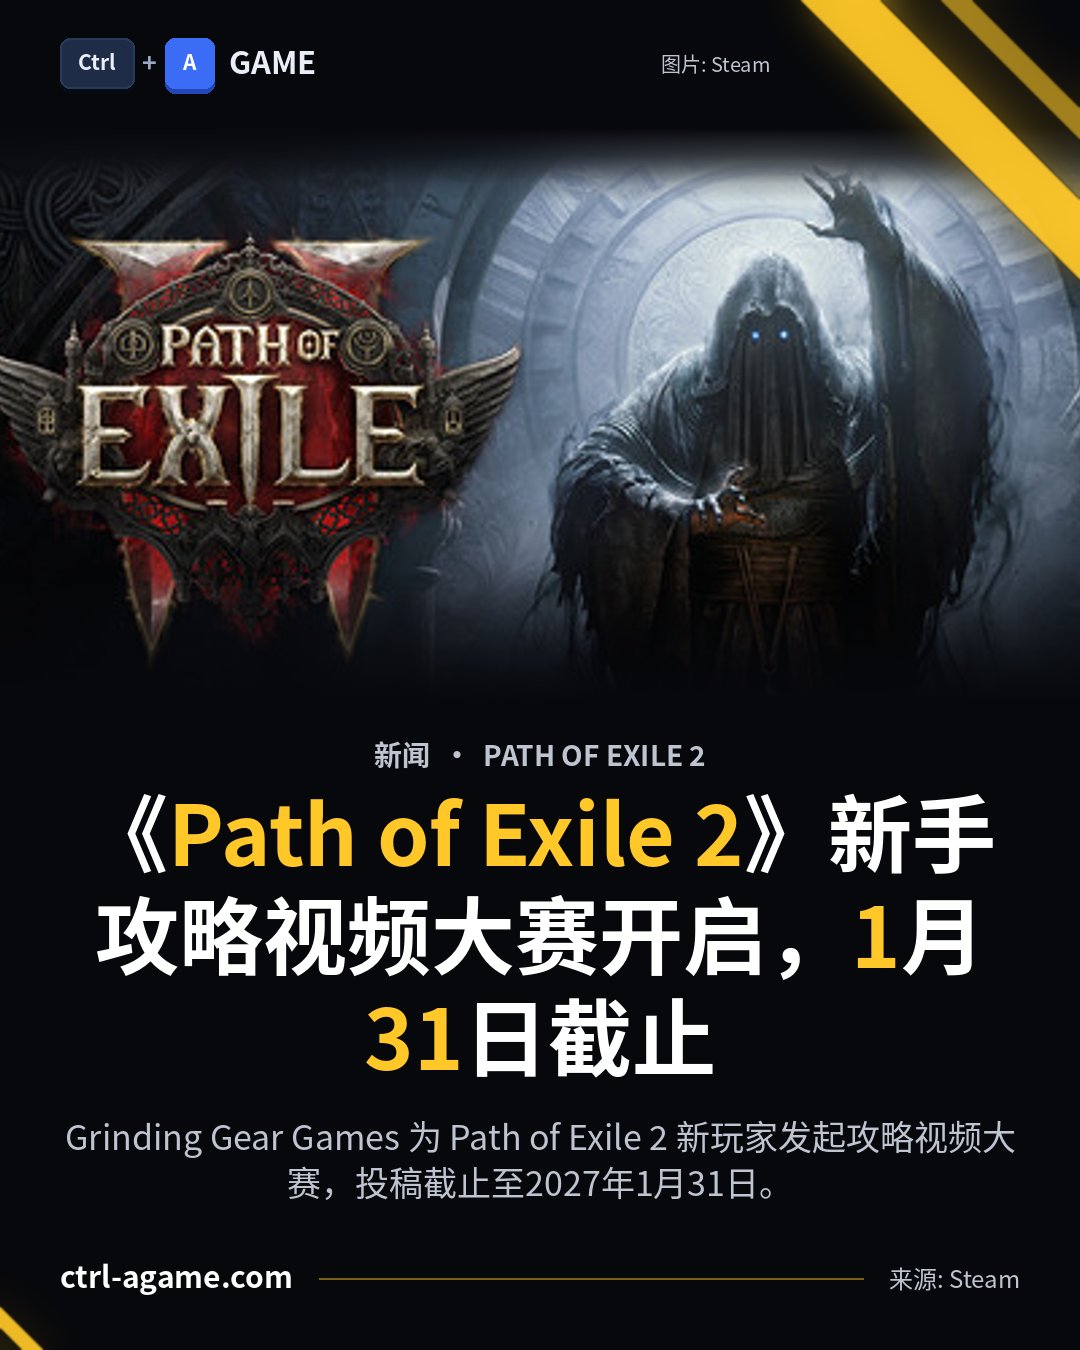 Ctrl + A GAME
图片: Steam
PATH OF
EXILE
新闻 · PATH OF EXILE 2
《Path of Exile 2》新手
攻略视频大赛开启，1月
31日截止
Grinding Gear Games 为 Path of Exile 2 新玩家发起攻略视频大
赛，投稿截止至2027年1月31日。
ctrl-agame.com
来源: Steam